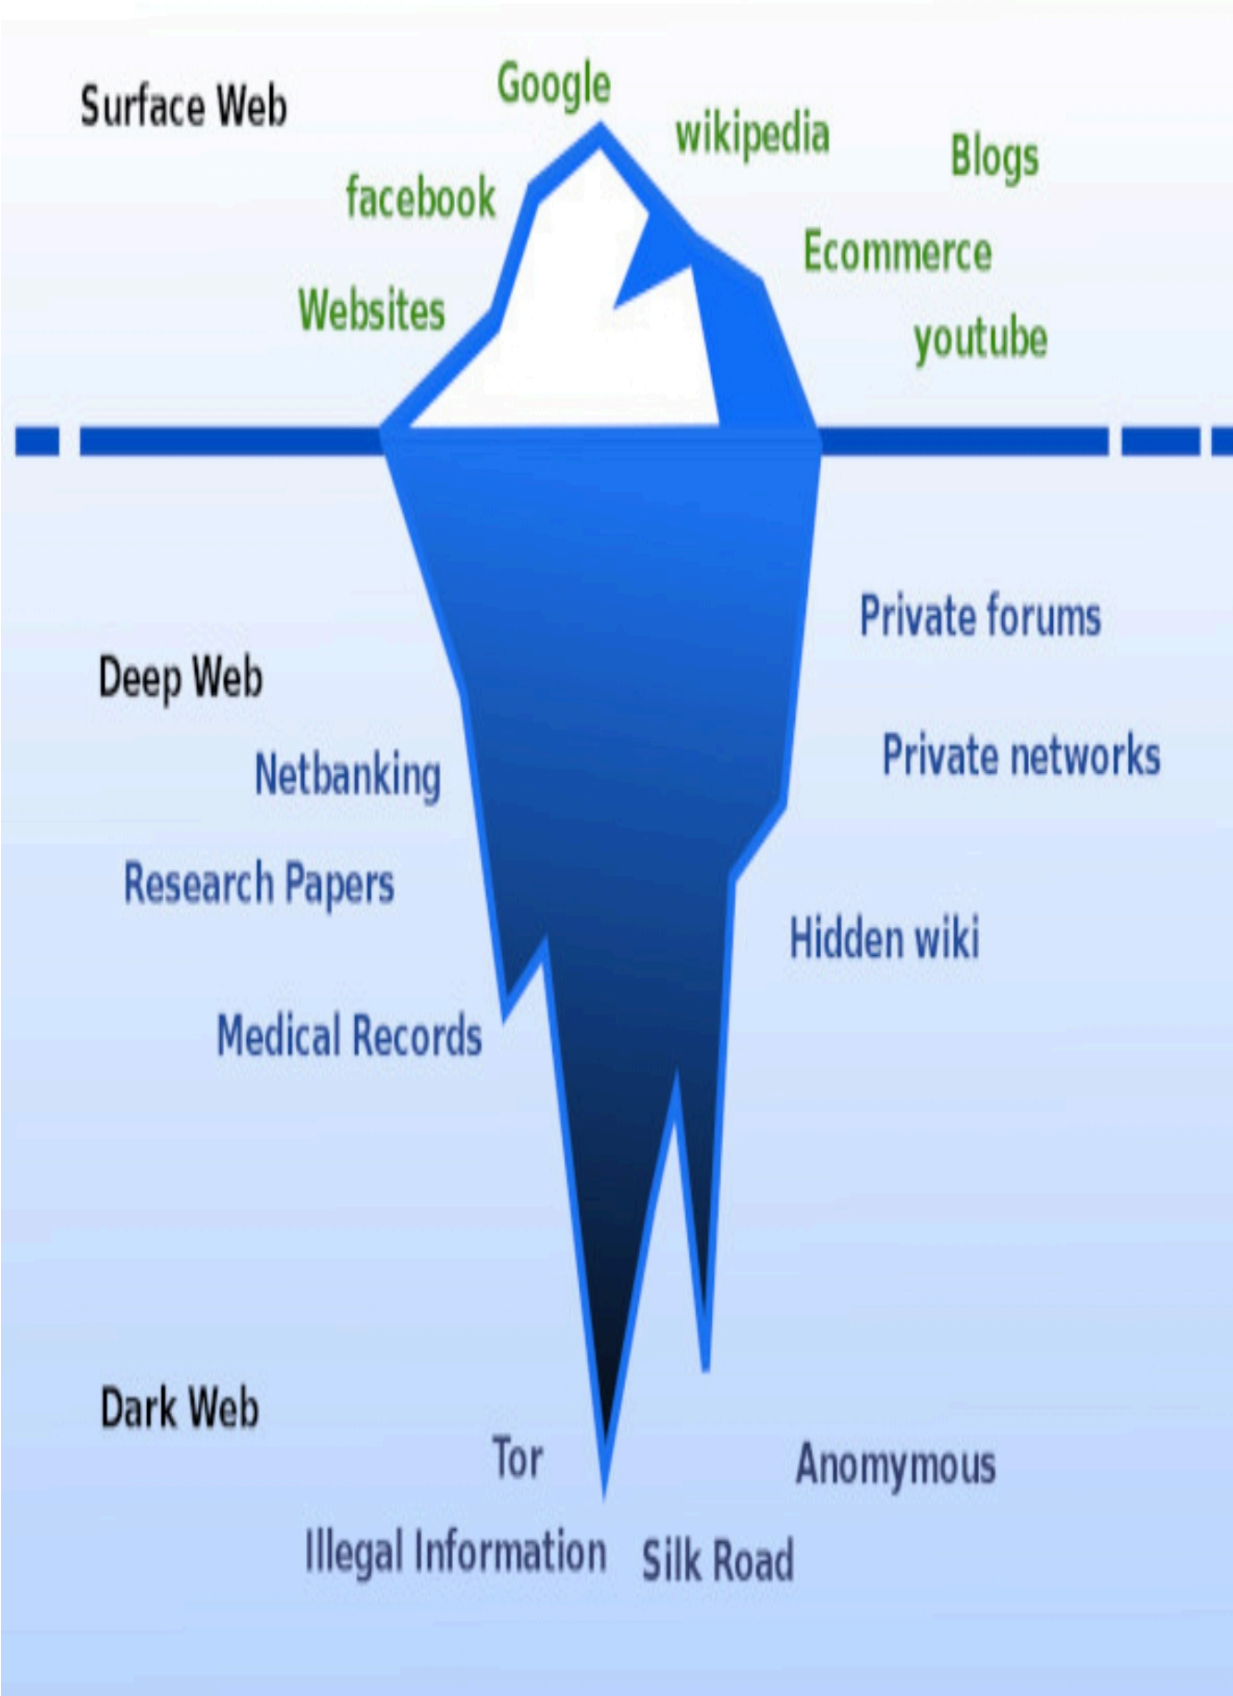 Google
Surface Web
wikipedia
Blogs
facebook
Ecommerce
Websites
youtube
Private forums
Deep Web
Private networks
Netbanking
Research Papers
Hidden wiki
Medical Records
Dark Web
Tor
Anomymous
Illegal Information
Silk Road